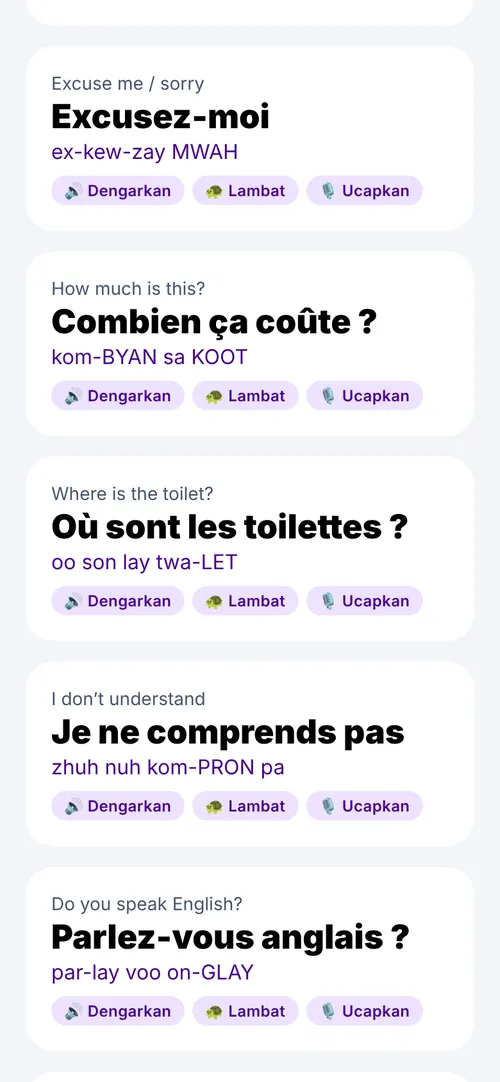 Excuse me / sorry
Excusez-moi
ex-kew-zay MWAH
🔊 Dengarkan 🐢 Lambat 🎙️ Ucapkan
How much is this?
Combien ça coûte ?
kom-BYAN sa KOOT
🔊 Dengarkan 🐢 Lambat 🎙️ Ucapkan
Where is the toilet?
Où sont les toilettes ?
oo son lay twa-LET
🔊 Dengarkan 🐢 Lambat 🎙️ Ucapkan
I don’t understand
Je ne comprends pas
zhuh nuh kom-PRON pa
🔊 Dengarkan 🐢 Lambat 🎙️ Ucapkan
Do you speak English?
Parlez-vous anglais ?
par-lay voo on-GLAY
🔊 Dengarkan 🐢 Lambat 🎙️ Ucapkan